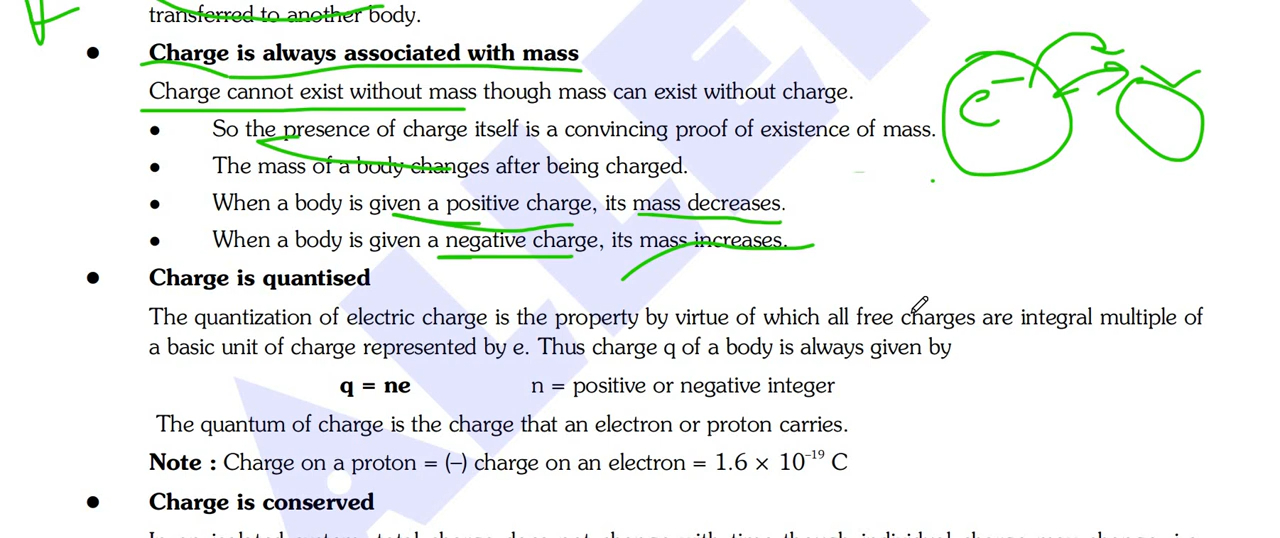 transferred to another body.
● Charge is always associated with mass
Charge cannot exist without mass though mass can exist without charge.
● So the presence of charge itself is a convincing proof of existence of mass.
● The mass of a body changes after being charged.
● When a body is given a positive charge, its mass decreases.
● When a body is given a negative charge, its mass increases.
● Charge is quantised
The quantization of electric charge is the property by virtue of which all free charges are integral multiple of
a basic unit of charge represented by e. Thus charge q of a body is always given by
q = ne n = positive or negative integer
The quantum of charge is the charge that an electron or proton carries.
Note : Charge on a proton = (–) charge on an electron = 1.6 × 10⁻¹⁹ C
● Charge is conserved
e⁻
ALLE